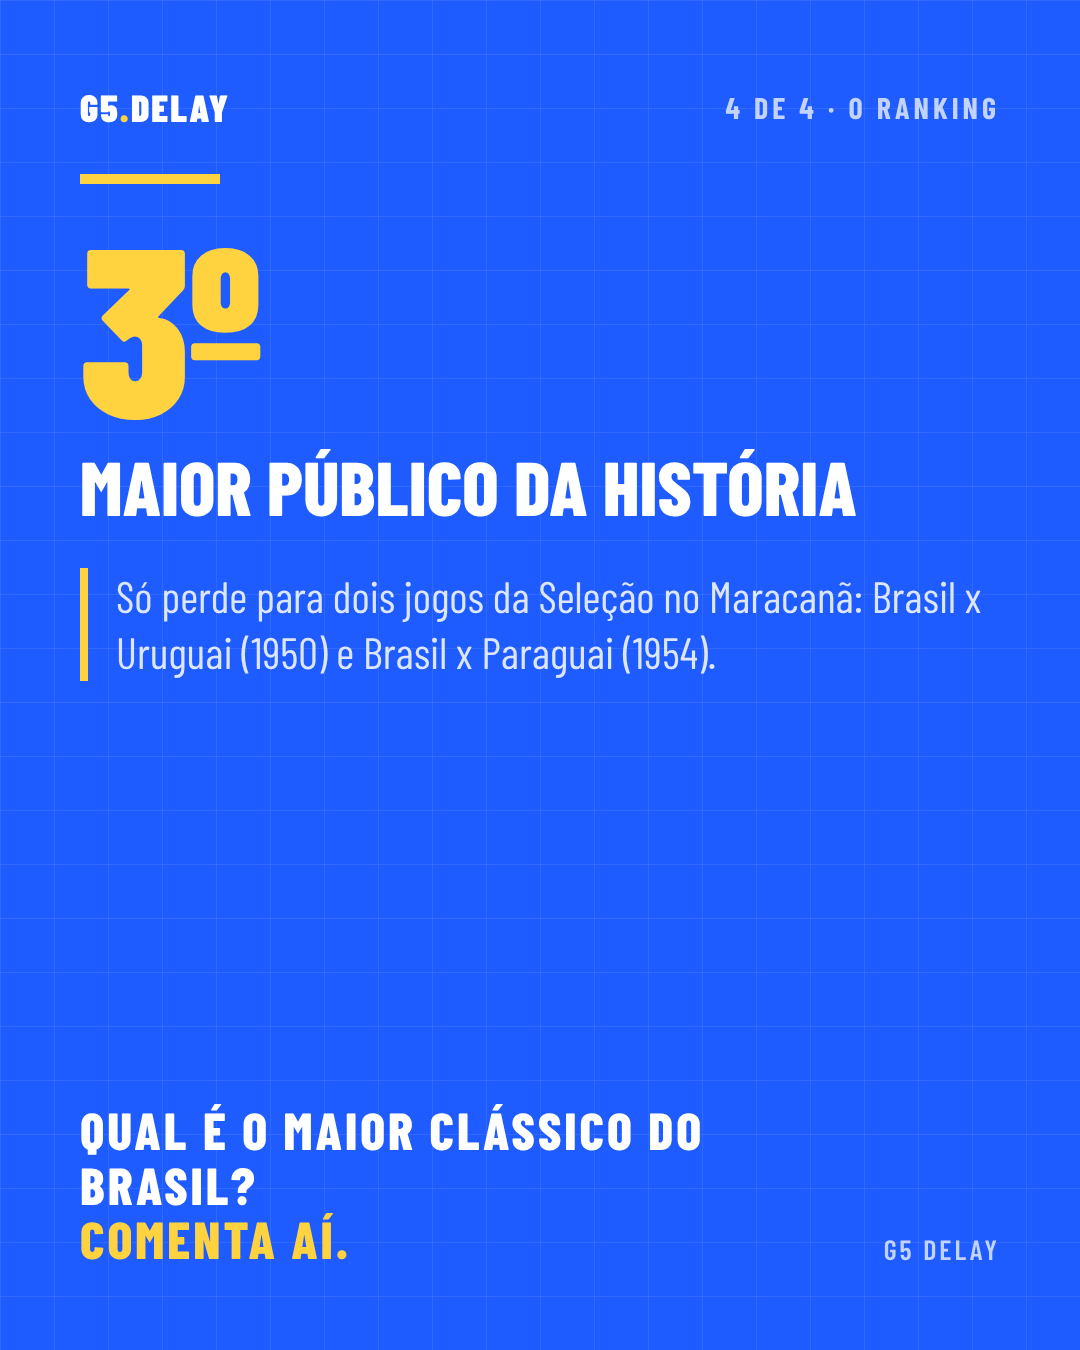 G5.DELAY
4 DE 4 · O RANKING
3º
MAIOR PÚBLICO DA HISTÓRIA
Só perde para dois jogos da Seleção no Maracanã: Brasil x
Uruguai (1950) e Brasil x Paraguai (1954).
QUAL É O MAIOR CLÁSSICO DO
BRASIL?
COMENTA AÍ.
G5 DELAY